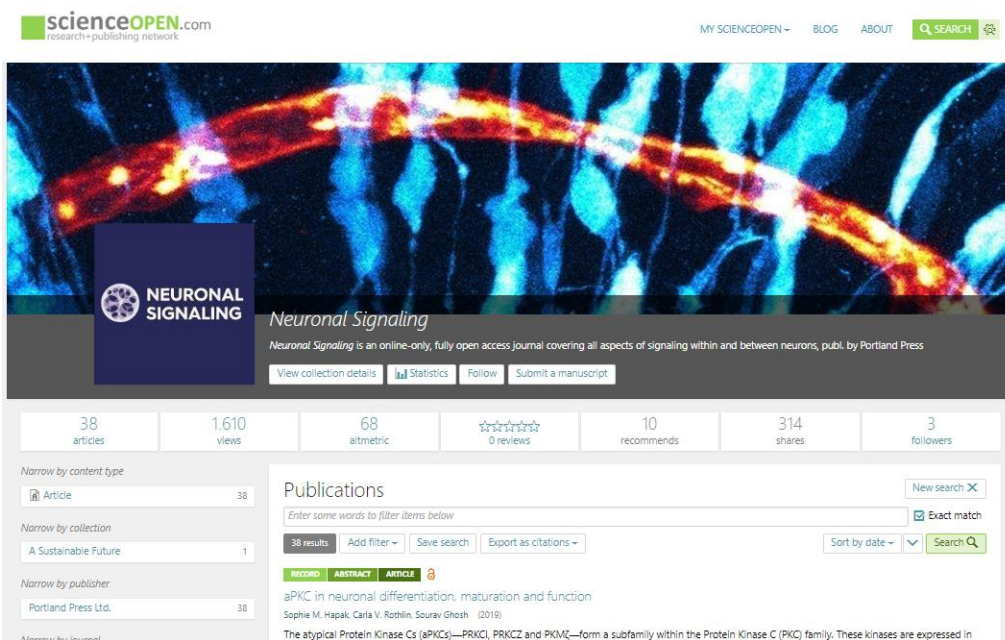 scienceOPEN.com
research+publishing network
MY SCIENCEOPEN
BLOG
ABOUT
SEARCH
NEURONAL
SIGNALING
Neuronal Signaling
Neuronal Signaling is an online-only, fully open access journal covering all aspects of signaling within and between neurons, publ. by Portland Press
View collection details
Statistics
Follow
Submit a manuscript
38
articles
1.610
views
68
altmetric
0 reviews
10
recommends
314
shares
3
followers
Narrow by content type
Article 38
Narrow by collection
A Sustainable Future 1
Narrow by publisher
Portland Press Ltd. 38
Narrow by journal
Publications
New search
Enter some words to filter items below
Exact match
38 results
Add filter
Save search
Export as citations
Sort by date
Search
RECORD ABSTRACT ARTICLE
aPKC in neuronal differentiation, maturation and function
Sophie M. Hapak, Carla V. Rothlin, Sourav Ghosh (2019)
The atypical Protein Kinase Cs (aPKCs)—PRKCI, PRKCZ and PKMζ—form a subfamily within the Protein Kinase C (PKC) family. These kinases are expressed in